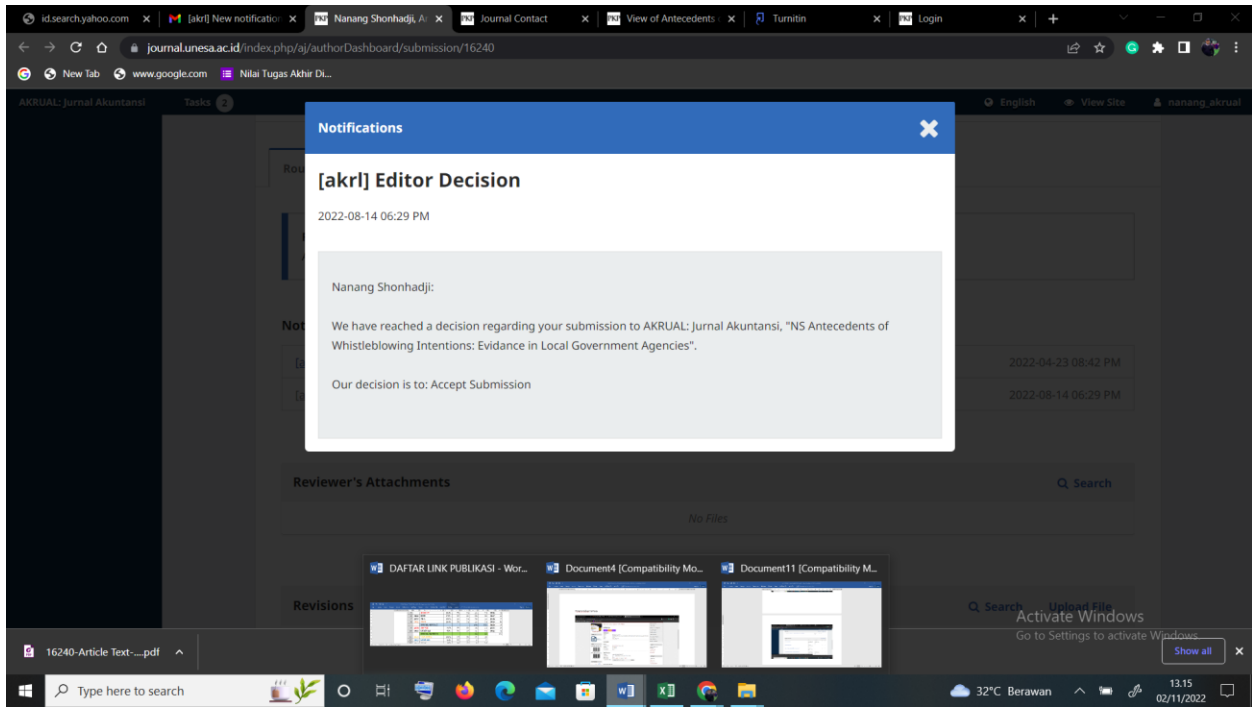 id.search.yahoo.com
[akrl] New notification
Nanang Shonhadji, Ar
Journal Contact
View of Antecedents
Turnitin
Login
journal.unesa.ac.id/index.php/aj/authorDashboard/submission/16240
New Tab
www.google.com
Nilai Tugas Akhir Di...
AKRUAL: Jurnal Akuntansi
Tasks 2
English
View Site
nanang_akrual
Notifications
Rou
[akrl] Editor Decision
2022-08-14 06:29 PM
Nanang Shonhadji:
We have reached a decision regarding your submission to AKRUAL: Jurnal Akuntansi, "NS Antecedents of
Whistleblowing Intentions: Evidence in Local Government Agencies".
Our decision is to: Accept Submission
Not
2022-04-23 08:42 PM
2022-08-14 06:29 PM
Reviewer's Attachments
Search
No Files
DAFTAR LINK PUBLIKASI - Wor...
Document4 [Compatibility Mo...
Document11 [Compatibility M...
Revisions
Search
Upload File
Activate Windows
Go to Settings to activate Windows.
16240-Article Text-....pdf
Show all
Type here to search
32°C Berawan
13.15
02/11/2022